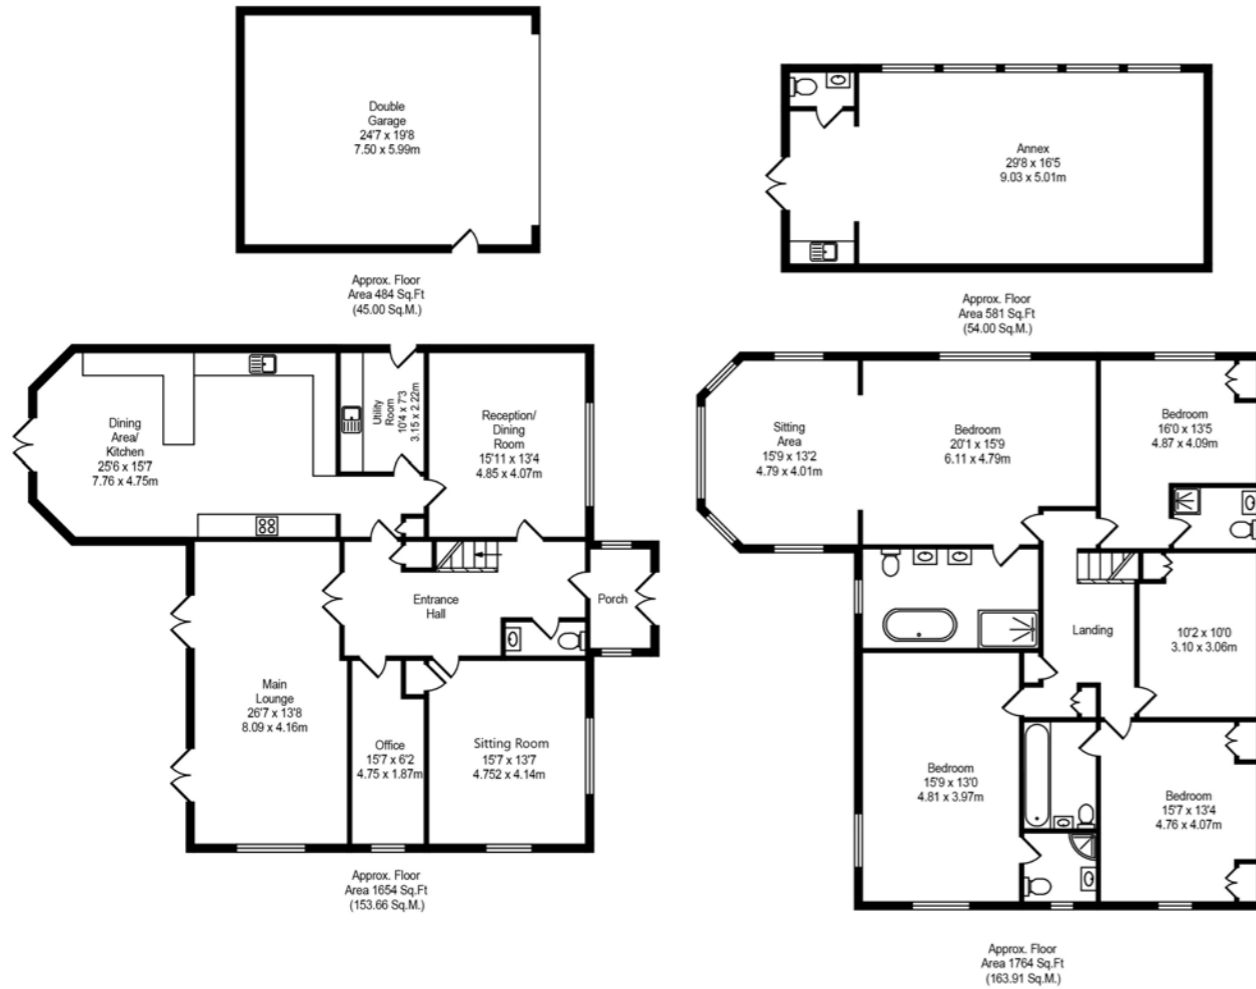 Double
Garage
24'7 x 19'8
7.50 x 5.99m
Approx. Floor
Area 484 Sq.Ft
(45.00 Sq.M.)
Annex
29'8 x 16'5
9.03 x 5.01m
Approx. Floor
Area 581 Sq.Ft
(54.00 Sq.M.)
Dining
Area/
Kitchen
25'6 x 15'7
7.76 x 4.75m
Utility
Room
10'4 x 7'3
3.15 x 2.22m
Reception/
Dining
Room
15'11 x 13'4
4.85 x 4.07m
Entrance
Hall
Porch
Main
Lounge
26'7 x 13'8
8.09 x 4.16m
Office
15'7 x 6'2
4.75 x 1.87m
Sitting Room
15'7 x 13'7
4.752 x 4.14m
Approx. Floor
Area 1654 Sq.Ft
(153.66 Sq.M.)
Sitting
Area
15'9 x 13'2
4.79 x 4.01m
Bedroom
20'1 x 15'9
6.11 x 4.79m
Bedroom
16'0 x 13'5
4.87 x 4.09m
Landing
10'2 x 10'0
3.10 x 3.06m
Bedroom
15'9 x 13'0
4.81 x 3.97m
Bedroom
15'7 x 13'4
4.76 x 4.07m
Approx. Floor
Area 1764 Sq.Ft
(163.91 Sq.M.)